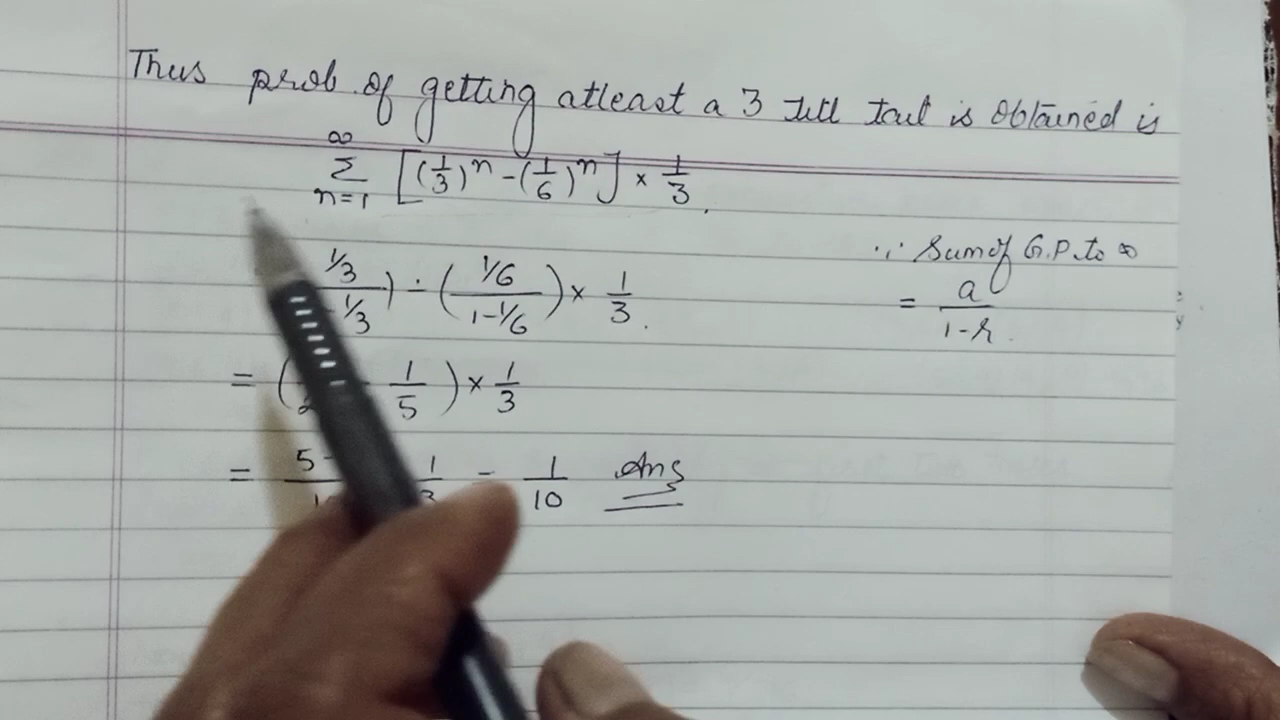 Thus prob. of getting atleast a 3 till tail is obtained is
∞
Σ [(1/3)^n - (1/6)^n] × 1/3.
n=1
1/3 / 1/3) - (1/6 / 1-1/6) × 1/3.
∵ Sum of G.P. to ∞
= a / 1-r.
= ( 1/5 ) × 1/3
= 5- 1/3 = 1/10 Ans